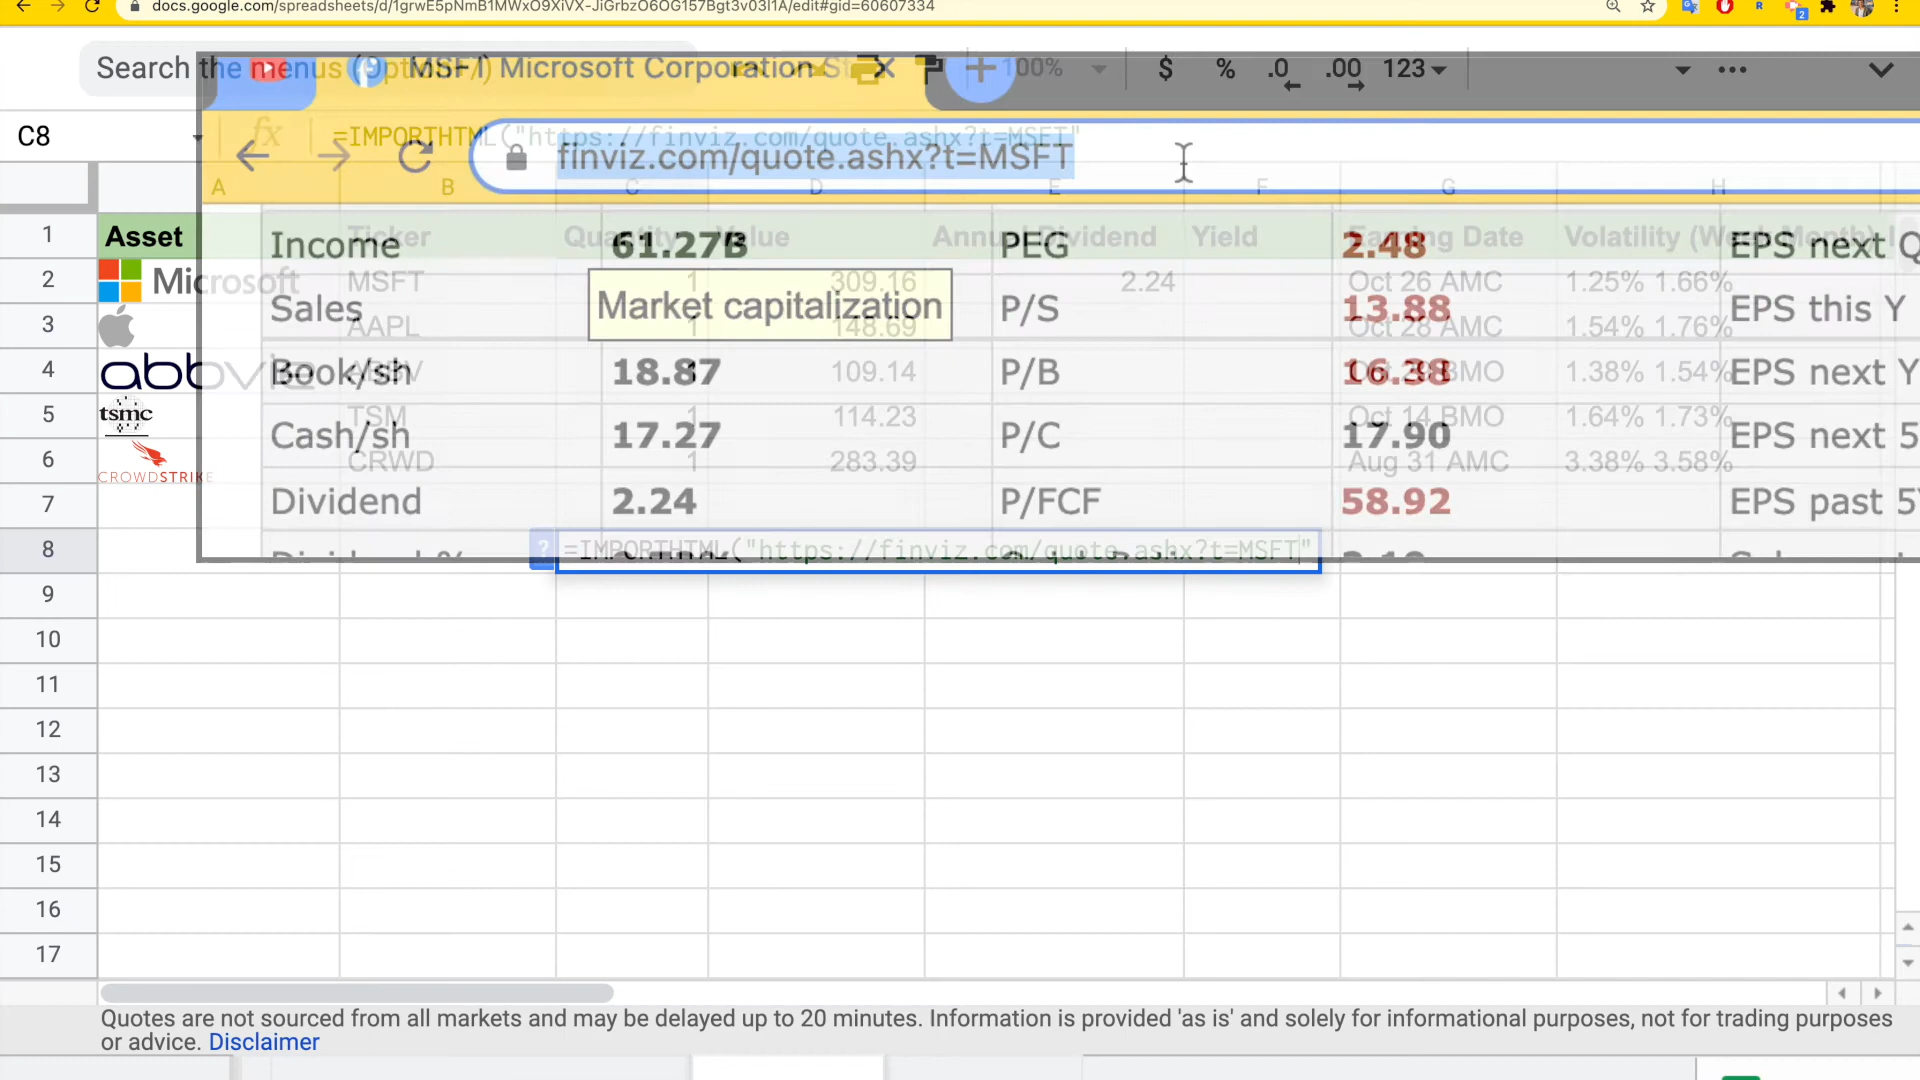 docs.google.com/spreadsheets/d/1grwE5pNmB1MWxO9XiVX-JiGrbzO6OG157Bgt3v03I1A/edit#gid=60607334
2
Search the menus (Opt+/)
MSFT Microsoft Corporation St
100%
$ % .0 .00 123
C8
fx
=IMPORTHTML("https://finviz.com/quote.ashx?t=MSFT"
finviz.com/quote.ashx?t=MSFT
A B C D E F G H
1 Asset Ticker Quantity Value Annual Dividend Yield Earning Date Volatility (Week, Month)
Income 61.27B PEG 2.48 EPS next Q
2 Microsoft MSFT 1 309.16 2.24 Oct 26 AMC 1.25% 1.66%
Market capitalization
Sales P/S 13.88 EPS this Y
3 AAPL 1 148.69 Oct 28 AMC 1.54% 1.76%
4 abbvie ABBV 1 109.14 BMO 1.38% 1.54%
Book/sh 18.87 P/B 16.38 EPS next Y
5 tsmc TSM 1 114.23 Oct 14 BMO 1.64% 1.73%
Cash/sh 17.27 P/C 17.90 EPS next 5
6 CROWDSTRIKE CRWD 1 283.39 Aug 31 AMC 3.38% 3.58%
7
Dividend 2.24 P/FCF 58.92 EPS past 5Y
8 ? =IMPORTHTML("https://finviz.com/quote.ashx?t=MSFT"
Dividend %
9
10
11
12
13
14
15
16
17
Quotes are not sourced from all markets and may be delayed up to 20 minutes. Information is provided 'as is' and solely for informational purposes, not for trading purposes
or advice. Disclaimer